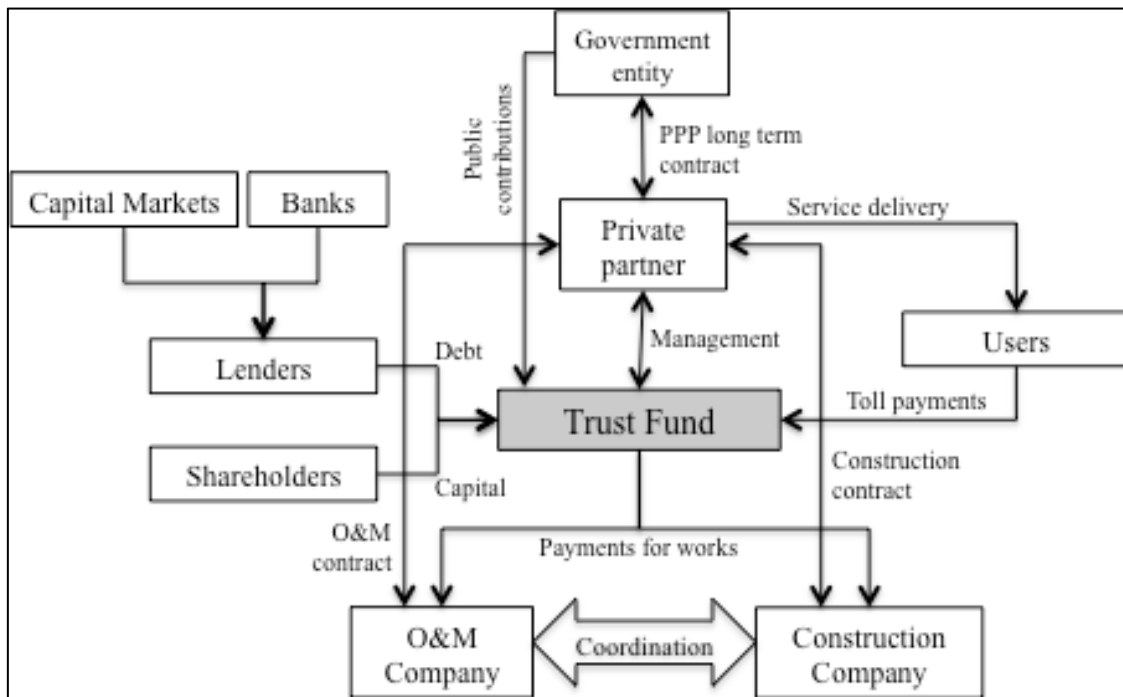 Government
entity
Public
contributions
PPP long term
contract
Capital Markets
Banks
Service delivery
Private
partner
Management
Users
Lenders
Debt
Trust Fund
Toll payments
Shareholders
Capital
Construction
contract
O&M
contract
Payments for works
O&M
Company
Coordination
Construction
Company